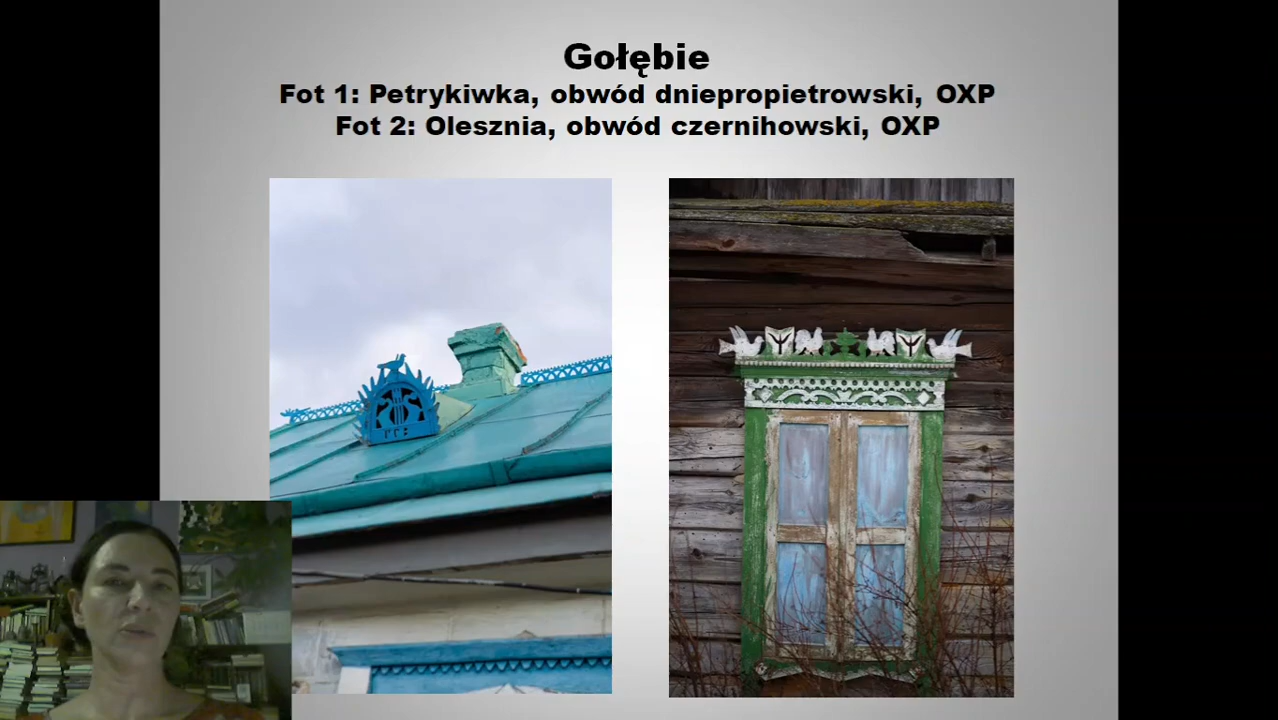 Gołębie
Fot 1: Petrykiwka, obwód dniepropietrowski, OXP
Fot 2: Olesznia, obwód czernihowski, OXP